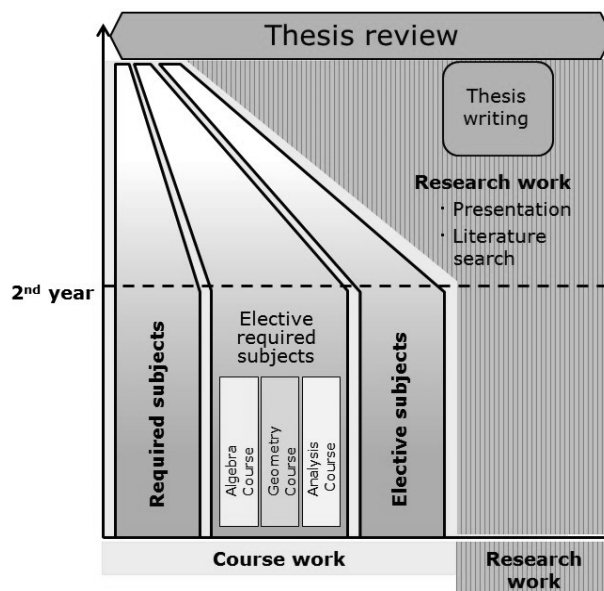 Thesis review
Thesis
writing
Research work
· Presentation
· Literature
search
2nd year
Required subjects
Elective
required
subjects
Algebra
Course
Geometry
Course
Analysis
Course
Elective subjects
Course work
Research
work